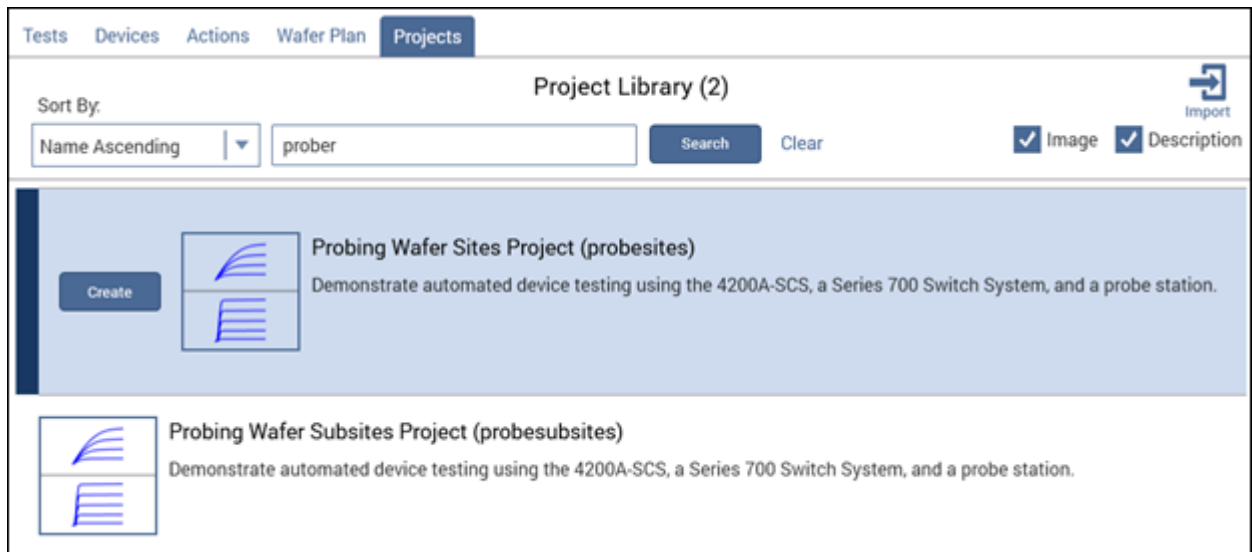 Tests Devices Actions Wafer Plan Projects
Project Library (2)
Import
Sort By:
Name Ascending prober Search Clear Image Description
Probing Wafer Sites Project (probesites)
Create
Demonstrate automated device testing using the 4200A-SCS, a Series 700 Switch System, and a probe station.
Probing Wafer Subsites Project (probesubsites)
Demonstrate automated device testing using the 4200A-SCS, a Series 700 Switch System, and a probe station.